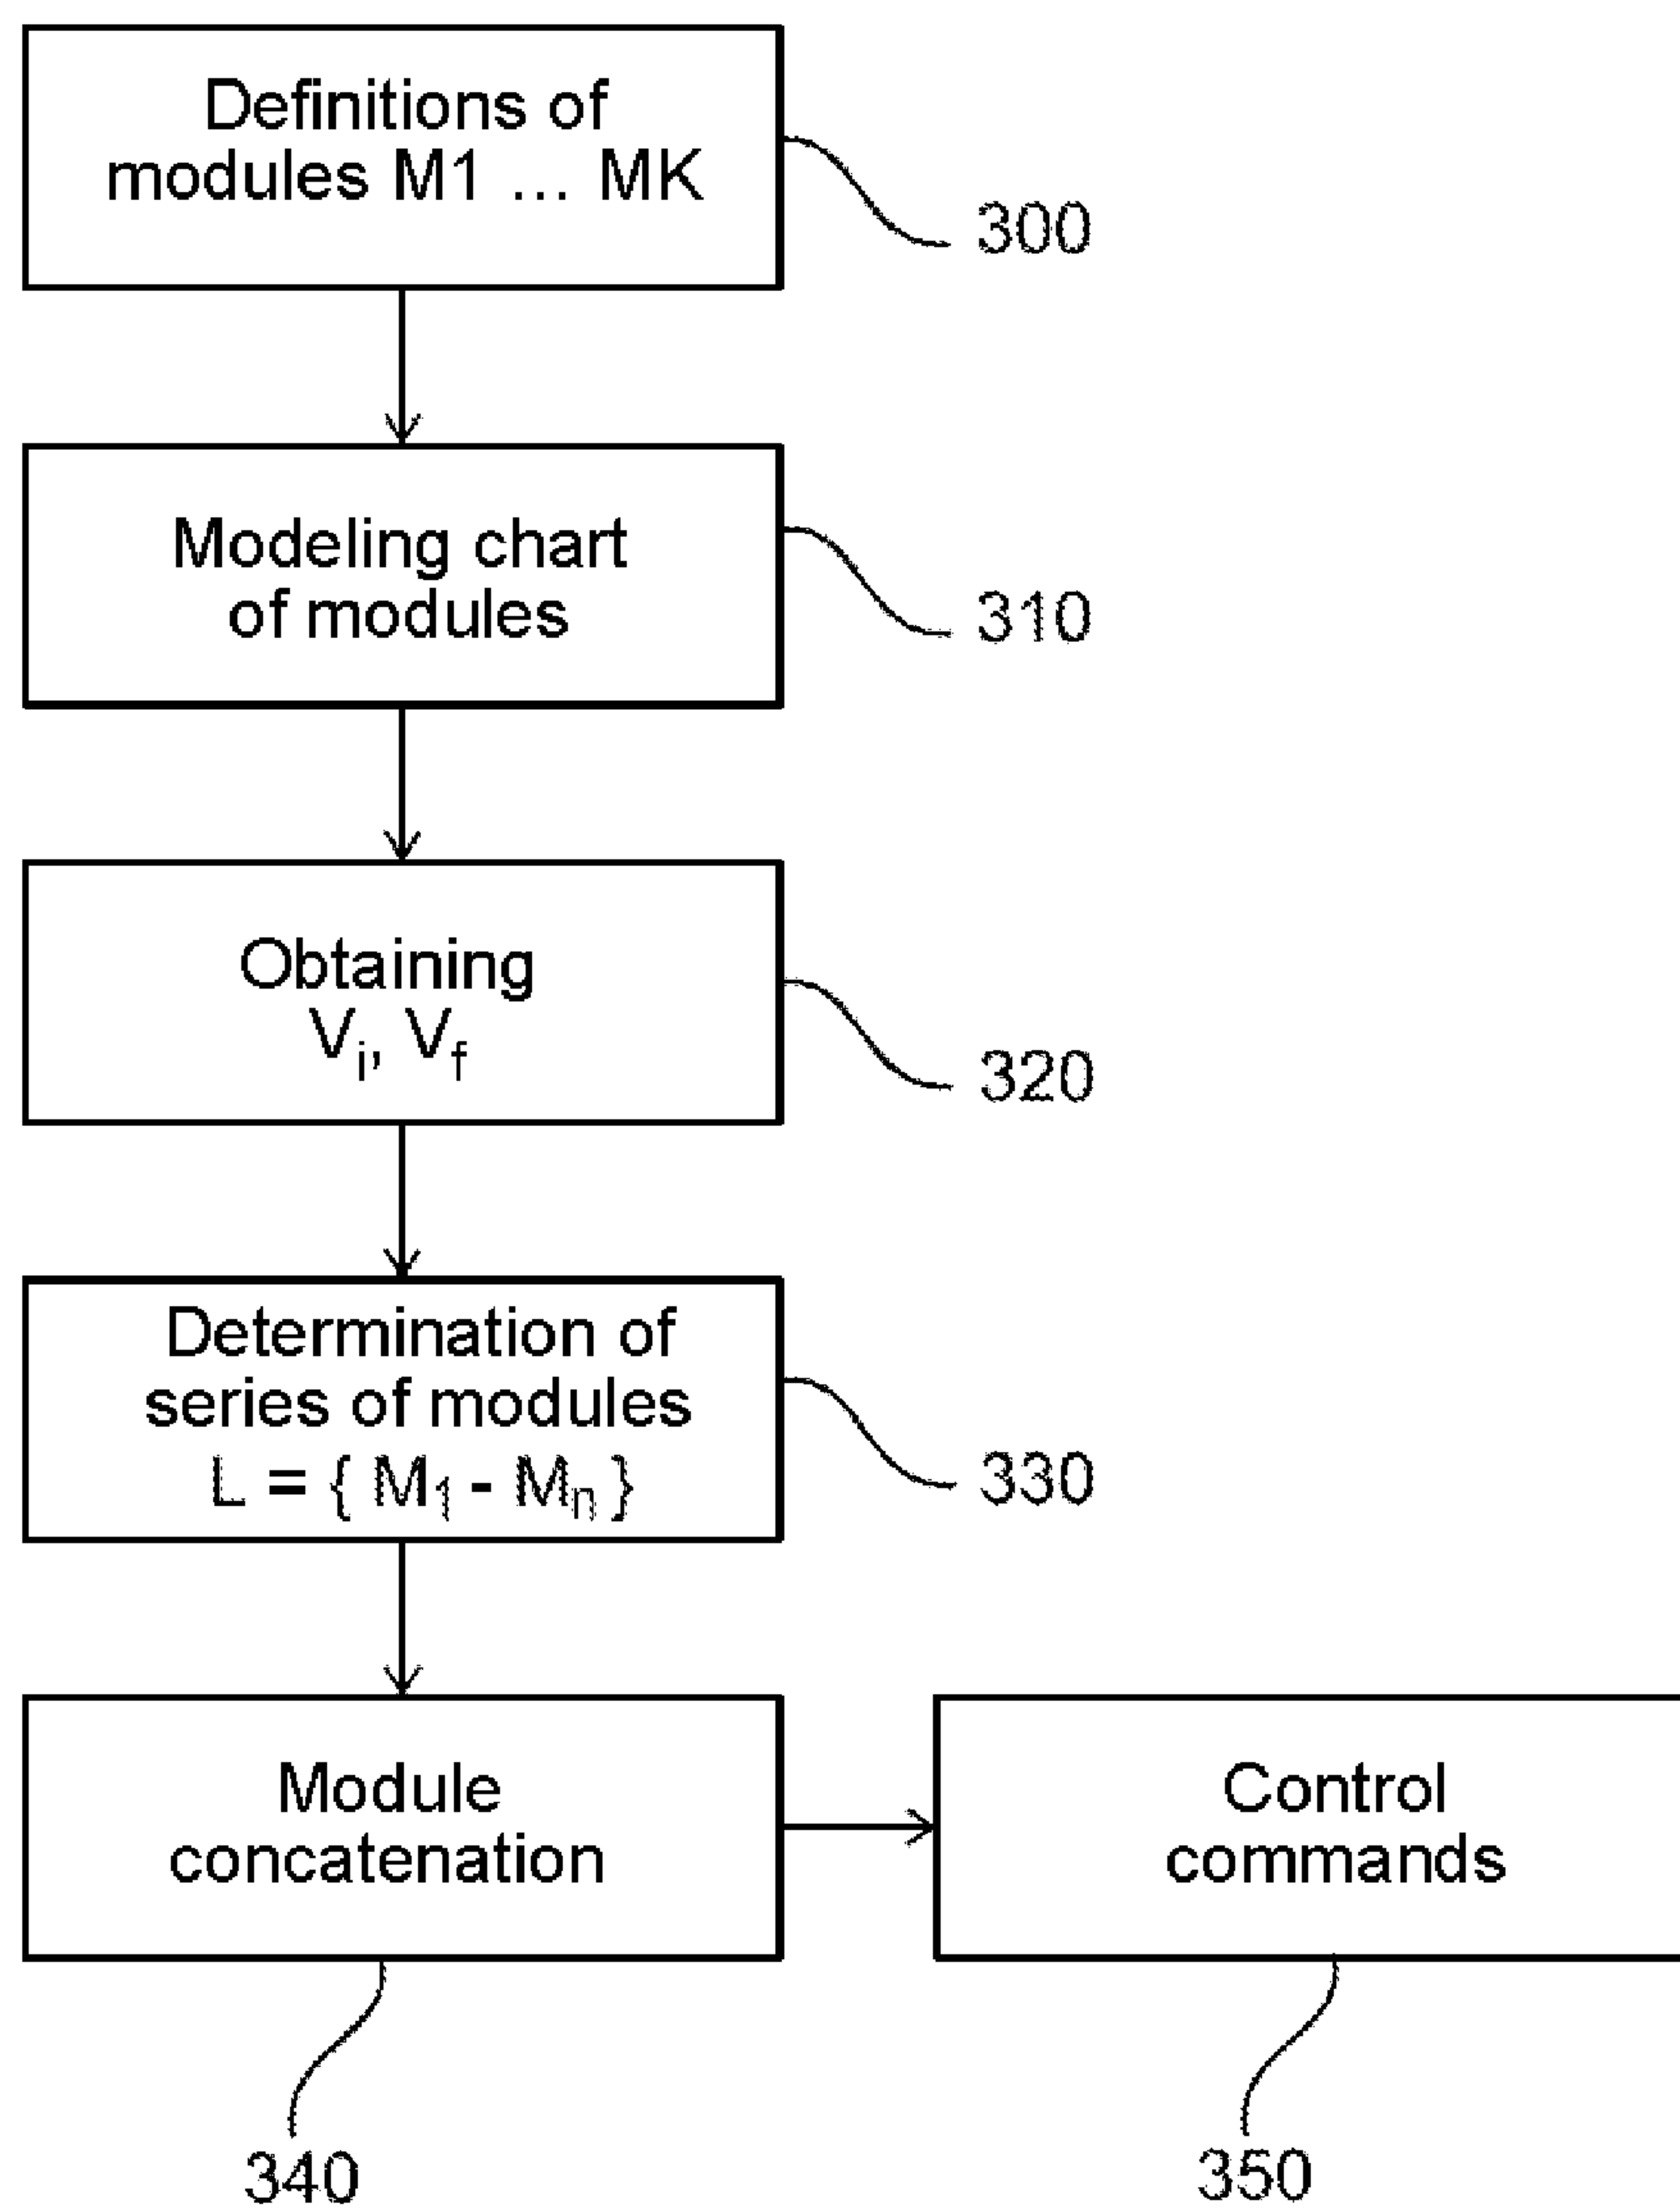 Definitions of
modules M1 ... MK
300
Modeling chart
of modules
310
Obtaining
Vi, Vf
320
Determination of
series of modules
L = { M1 - Mn }
330
Module
concatenation
Control
commands
340
350